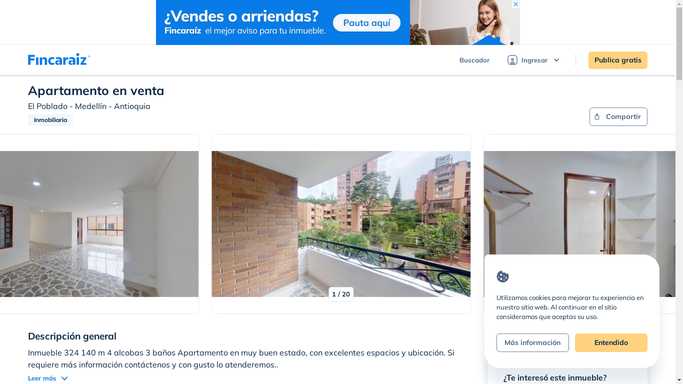 ¿Vendes o arriendas?
Fincaraíz el mejor aviso para tu inmueble.
Pauta aquí
Fincaraíz
Buscador
Ingresar
Publica gratis
Apartamento en venta
El Poblado - Medellín - Antioquia
Inmobiliaria
Compartir
1 / 20
Utilizamos cookies para mejorar tu experiencia en
nuestro sitio web. Al continuar en el sitio
consideramos que aceptas su uso.
Más información
Entendido
Descripción general
Inmueble 324 140 m 4 alcobas 3 baños Apartamento en muy buen estado, con excelentes espacios y ubicación. Si
requiere más información contáctenos y con gusto lo atenderemos..
Leer más
¿Te interesó este inmueble?